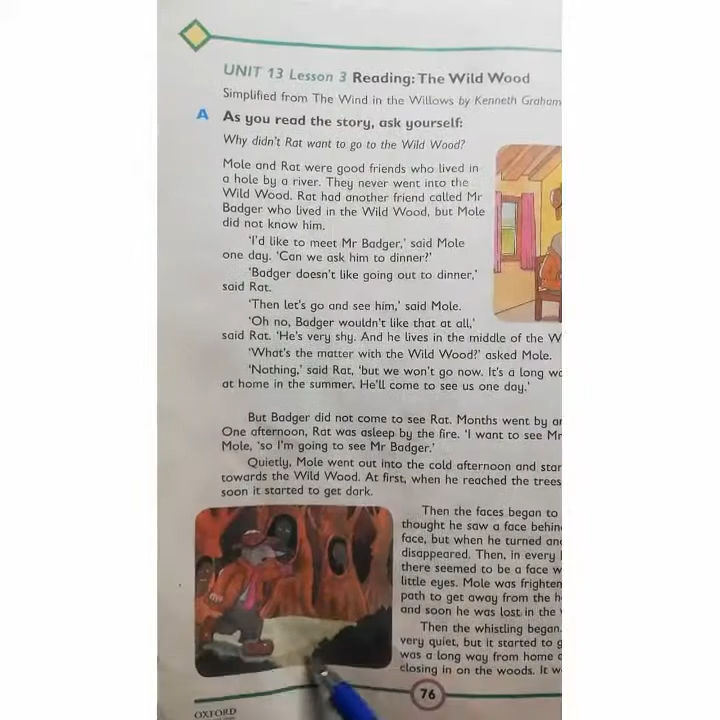 UNIT 13 Lesson 3 Reading: The Wild Wood
Simplified from The Wind in the Willows by Kenneth Graham
A As you read the story, ask yourself:
Why didn't Rat want to go to the Wild Wood?
Mole and Rat were good friends who lived in
a hole by a river. They never went into the
Wild Wood. Rat had another friend called Mr
Badger who lived in the Wild Wood, but Mole
did not know him.
'I'd like to meet Mr Badger,' said Mole
one day. 'Can we ask him to dinner?'
'Badger doesn't like going out to dinner,'
said Rat.
'Then let's go and see him,' said Mole.
'Oh no, Badger wouldn't like that at all,'
said Rat. 'He's very shy. And he lives in the middle of the W
'What's the matter with the Wild Wood?' asked Mole.
'Nothing,' said Rat, 'but we won't go now. It's a long w
at home in the summer. He'll come to see us one day.'
But Badger did not come to see Rat. Months went by a
One afternoon, Rat was asleep by the fire. 'I want to see Mr
Mole, 'so I'm going to see Mr Badger.'
Quietly, Mole went out into the cold afternoon and star
towards the Wild Wood. At first, when he reached the trees
soon it started to get dark.
Then the faces began to
thought he saw a face behin
face, but when he turned and
disappeared. Then, in every
there seemed to be a face w
little eyes. Mole was frighten
path to get away from the h
and soon he was lost in the
Then the whistling began.
very quiet, but it started to g
was a long way from home
closing in on the woods. It w
76
OXFORD